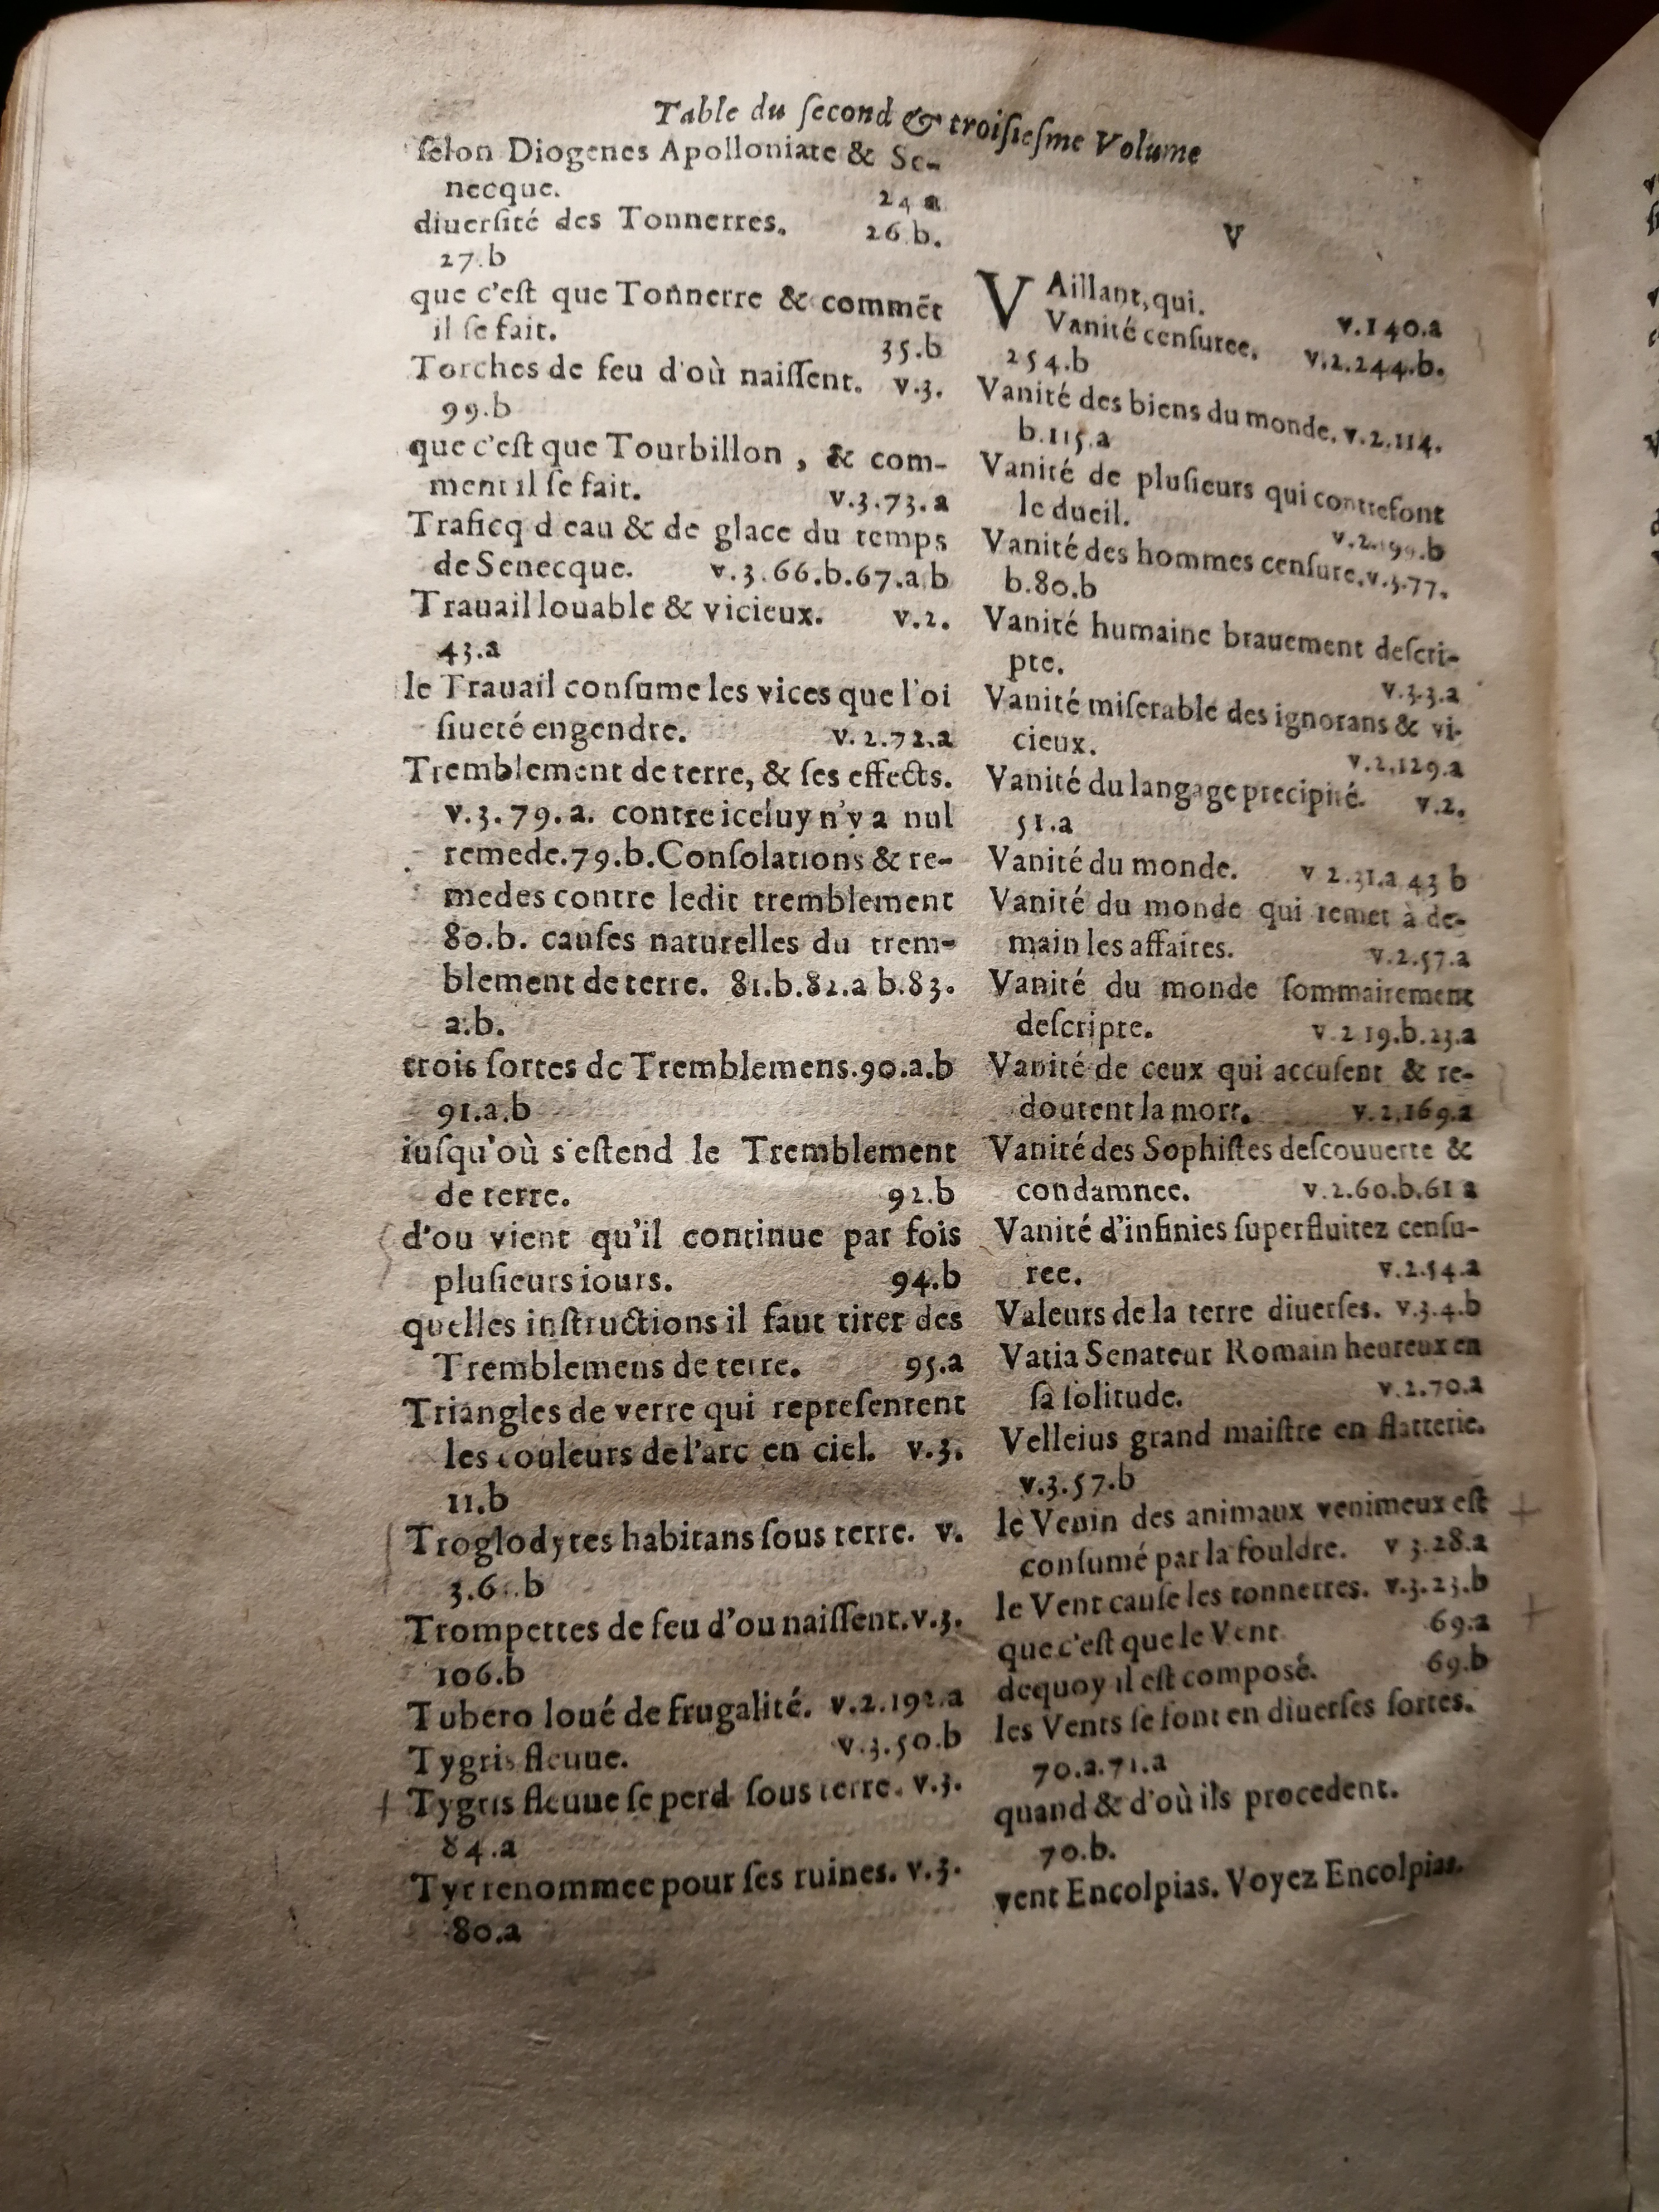 Table du ſecond & troiſieſme Volume
ſelon Diogenes Apolloniate & Se-
necque. 24 a
diuerſité des Tonnerres. 26.b.
27.b
que c'eſt que Tonnerre & commēt
il ſe fait. 35.b
Torches de feu d'où naiſſent. v.3.
99.b
que c'eſt que Tourbillon , & com-
ment il ſe fait. v.3.73.a
Traficq d eau & de glace du temps
de Senecque. v.3.66.b.67.a.b
Trauail louable & vicieux. v.2.
43.a
le Trauail conſume les vices que l'oi
ſiueté engendre. v.2.72.a
Tremblement de terre, & ſes effects.
v.3.79.a. contre iceluy n'y a nul
remede.79.b.Conſolations & re-
medes contre ledit tremblement
80.b. cauſes naturelles du trem-
blement de terre. 81.b.82.a b.83.
a.b.
trois ſortes de Tremblemens.90.a.b
91.a.b
iuſqu'où s'eſtend le Tremblement
de terre. 92.b
d'ou vient qu'il continue par fois
pluſieurs iours. 94.b
quelles inſtructions il faut tirer des
Tremblemens de terre. 95.a
Triangles de verre qui repreſentent
les couleurs de l'arc en ciel. v.3.
11.b
Troglodytes habitans ſous terre. v.
Trompettes de feu d'ou naiſſent.v.3.
106.b
Tubero loué de frugalité. v.2.192.a
Tygris fleuue. v.3.50.b
Tygris fleuue ſe perd ſous terre. v.3.
84.a
Tyr renommee pour ſes ruines. v.3.
80.a
V
VAillant, qui. v.140.a
Vanité cenſuree. v.2.244.b.
254.b
Vanité des biens du monde. v.2.114.
b.115.a
Vanité de pluſieurs qui contrefont
le dueil.
Vanité des hommes cenſure.v.3.77.
b.80.b
Vanité humaine brauement deſcri-
pte. v.3.3.a
Vanité miſerable des ignorans & vi-
cieux. v.2.129.a
Vanité du langage precipité. v.2.
51.a
Vanité du monde. v 2.31.a 43 b
Vanité du monde qui remet à de-
main les affaires. v.2.57.a
Vanité du monde ſommairement
deſcripte. v.2 19.b.23.a
Vanité de ceux qui accuſent & re-
doutent la mort. v.2.169.a
Vanité des Sophiſtes deſcouuerte &
condamnee. v.2.60.b.61 a
Vanité d'infinies ſuperfluitez cenſu-
ree. v.2.54.a
Valeurs de la terre diuerſes. v.3.4.b
Vatia Senateur Romain heureux en
ſa ſolitude. v.2.70.a
Velleius grand maiſtre en flatterie.
v.3.57.b
le Venin des animaux venimeux eſt
conſumé par la fouldre. v 3.28.a
le Vent cauſe les tonnerres. v.3.23.b
que c'eſt que le Vent 69.a
dequoy il eſt compoſé. 69.b
les Vents ſe font en diuerſes ſortes.
70.a.71.a
quand & d'où ils procedent.
70.b.
vent Encolpias. Voyez Encolpias.